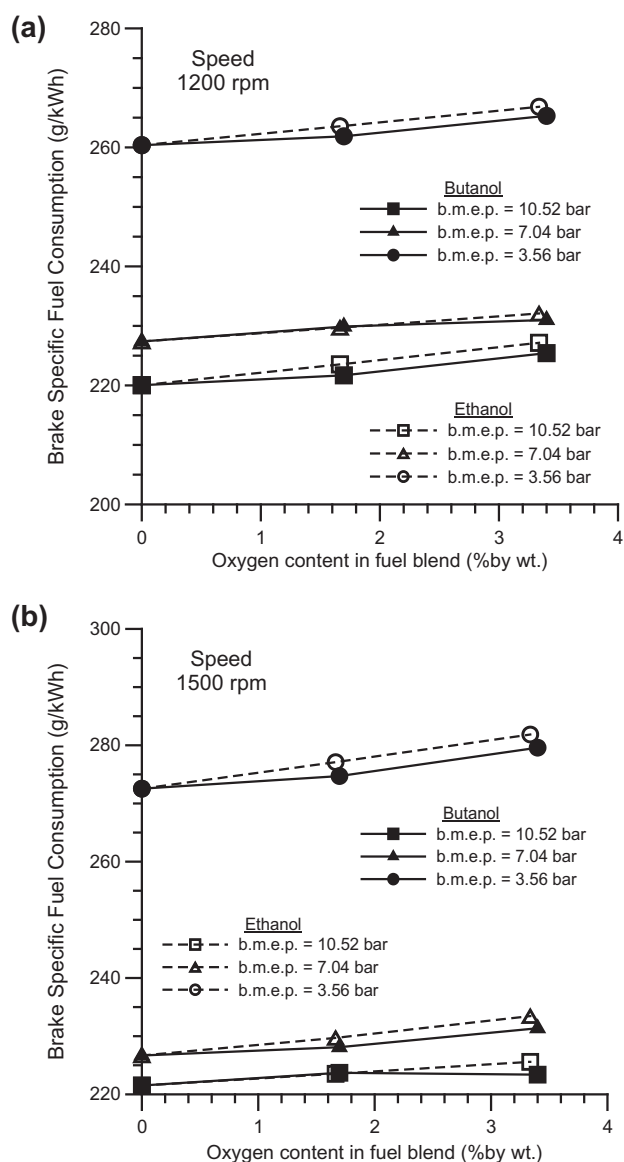 (a)
280
260
240
220
200
Brake Specific Fuel Consumption (g/kWh)
Speed
1200 rpm
Butanol
b.m.e.p. = 10.52 bar
b.m.e.p. = 7.04 bar
b.m.e.p. = 3.56 bar
Ethanol
b.m.e.p. = 10.52 bar
b.m.e.p. = 7.04 bar
b.m.e.p. = 3.56 bar
0 1 2 3 4
Oxygen content in fuel blend (%by wt.)
(b)
300
280
260
240
220
Brake Specific Fuel Consumption (g/kWh)
Speed
1500 rpm
Butanol
b.m.e.p. = 10.52 bar
b.m.e.p. = 7.04 bar
b.m.e.p. = 3.56 bar
Ethanol
b.m.e.p. = 10.52 bar
b.m.e.p. = 7.04 bar
b.m.e.p. = 3.56 bar
0 1 2 3 4
Oxygen content in fuel blend (%by wt.)